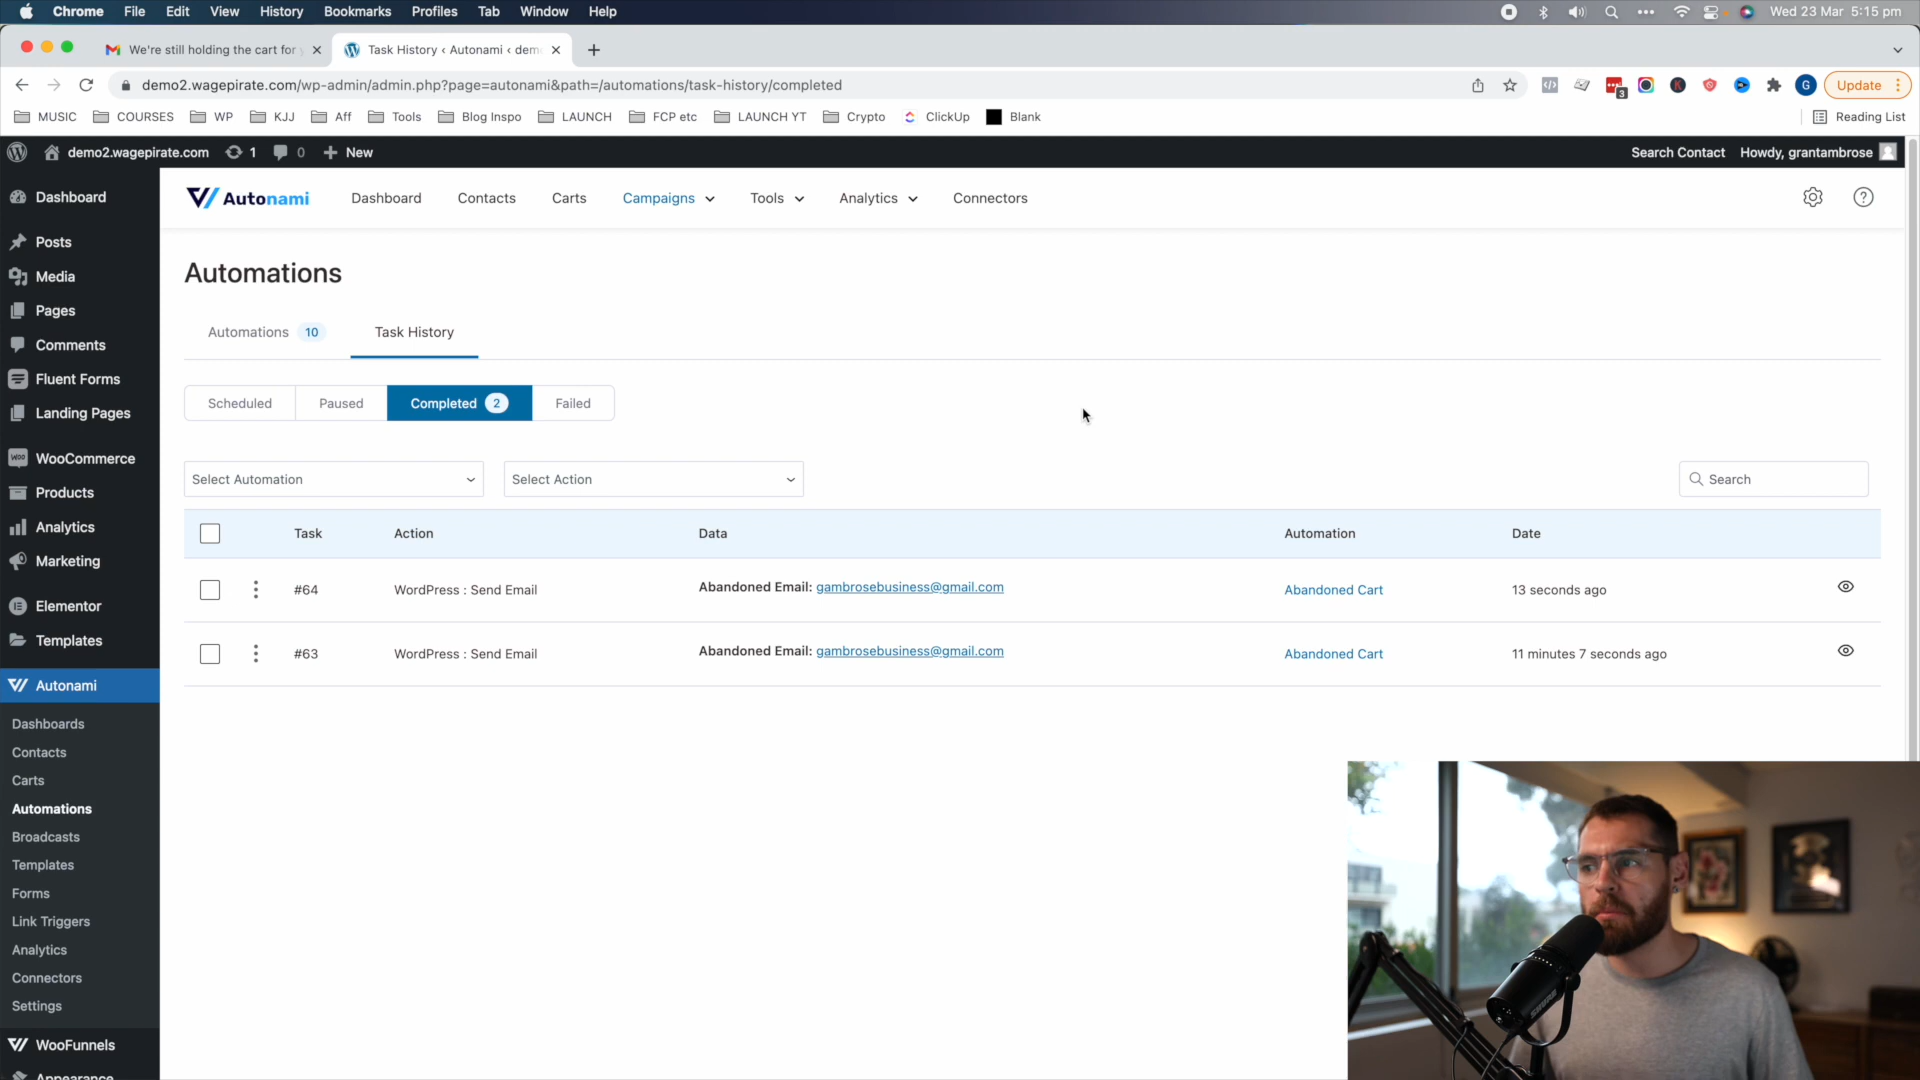 Chrome File Edit View History Bookmarks Profiles Tab Window Help Wed 23 Mar 5:15 pm
We're still holding the cart for Task History ‹ Autonami ‹ dem
demo2.wagepirate.com/wp-admin/admin.php?page=autonami&path=/automations/task-history/completed 3 K G Update
MUSIC COURSES WP KJJ Aff Tools Blog Inspo LAUNCH FCP etc LAUNCH YT Crypto ClickUp Blank Reading List
demo2.wagepirate.com 1 0 New Search Contact Howdy, grantambrose
Dashboard
Posts
Media
Pages
Comments
Fluent Forms
Landing Pages
WooCommerce
Products
Analytics
Marketing
Elementor
Templates
Autonami
Dashboards
Contacts
Carts
Automations
Broadcasts
Templates
Forms
Link Triggers
Analytics
Connectors
Settings
WooFunnels
Appearance
Autonami Dashboard Contacts Carts Campaigns Tools Analytics Connectors
Automations
Automations 10 Task History
Scheduled Paused Completed 2 Failed
Select Automation Select Action Search
Task Action Data Automation Date
#64 WordPress : Send Email Abandoned Email: gambrosebusiness@gmail.com Abandoned Cart 13 seconds ago
#63 WordPress : Send Email Abandoned Email: gambrosebusiness@gmail.com Abandoned Cart 11 minutes 7 seconds ago
SHURE